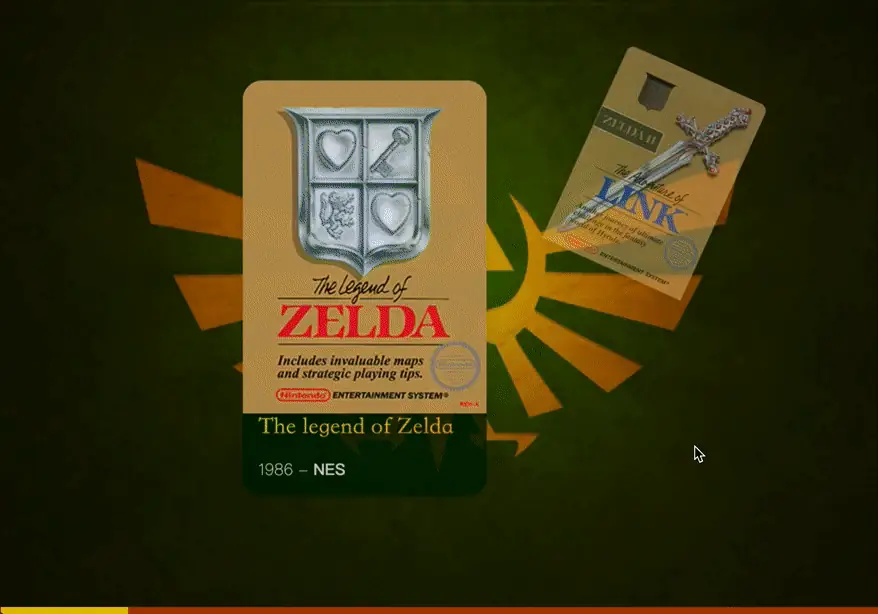 The Legend of
ZELDA
Includes invaluable maps
and strategic playing tips.
Nintendo ENTERTAINMENT SYSTEM®
REV-A
The legend of Zelda
1986 – NES
ZELDA II
The Adventure of
LINK
ENTERTAINMENT SYSTEM